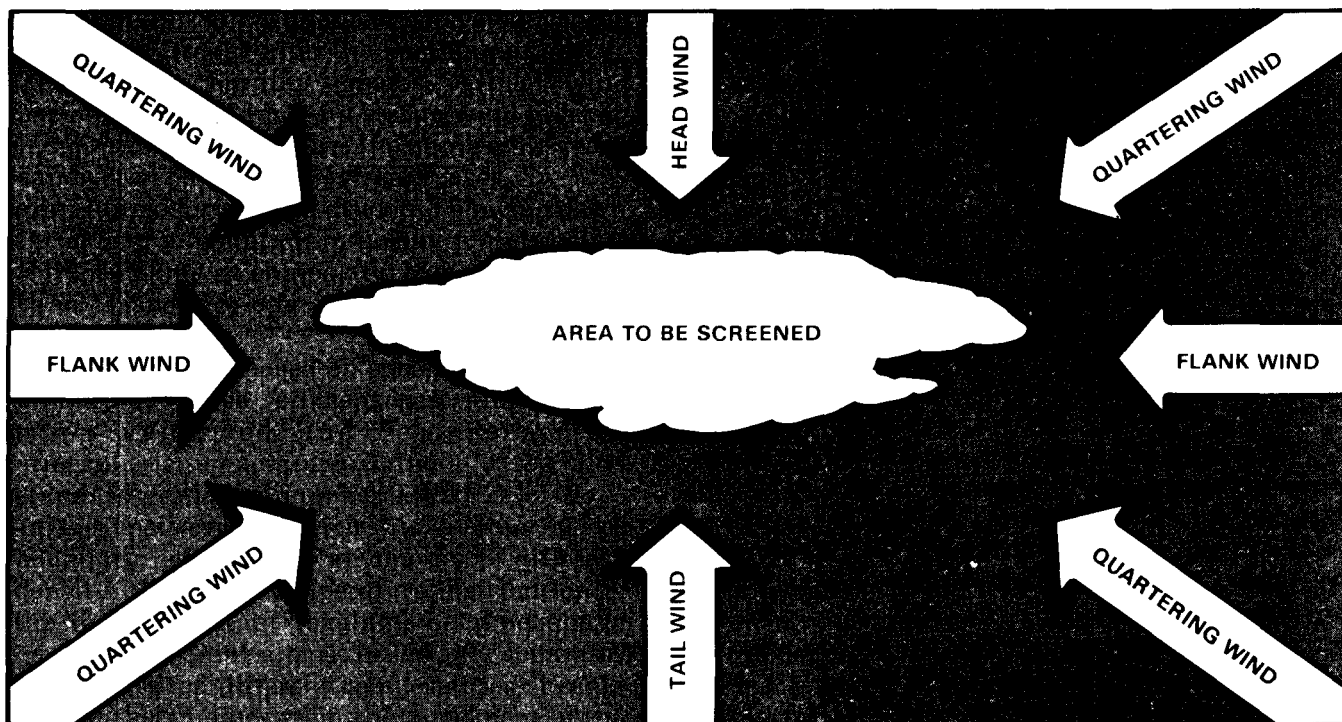 QUARTERING WIND
HEAD WIND
QUARTERING WIND
AREA TO BE SCREENED
FLANK WIND
FLANK WIND
QUARTERING WIND
TAIL WIND
QUARTERING WIND